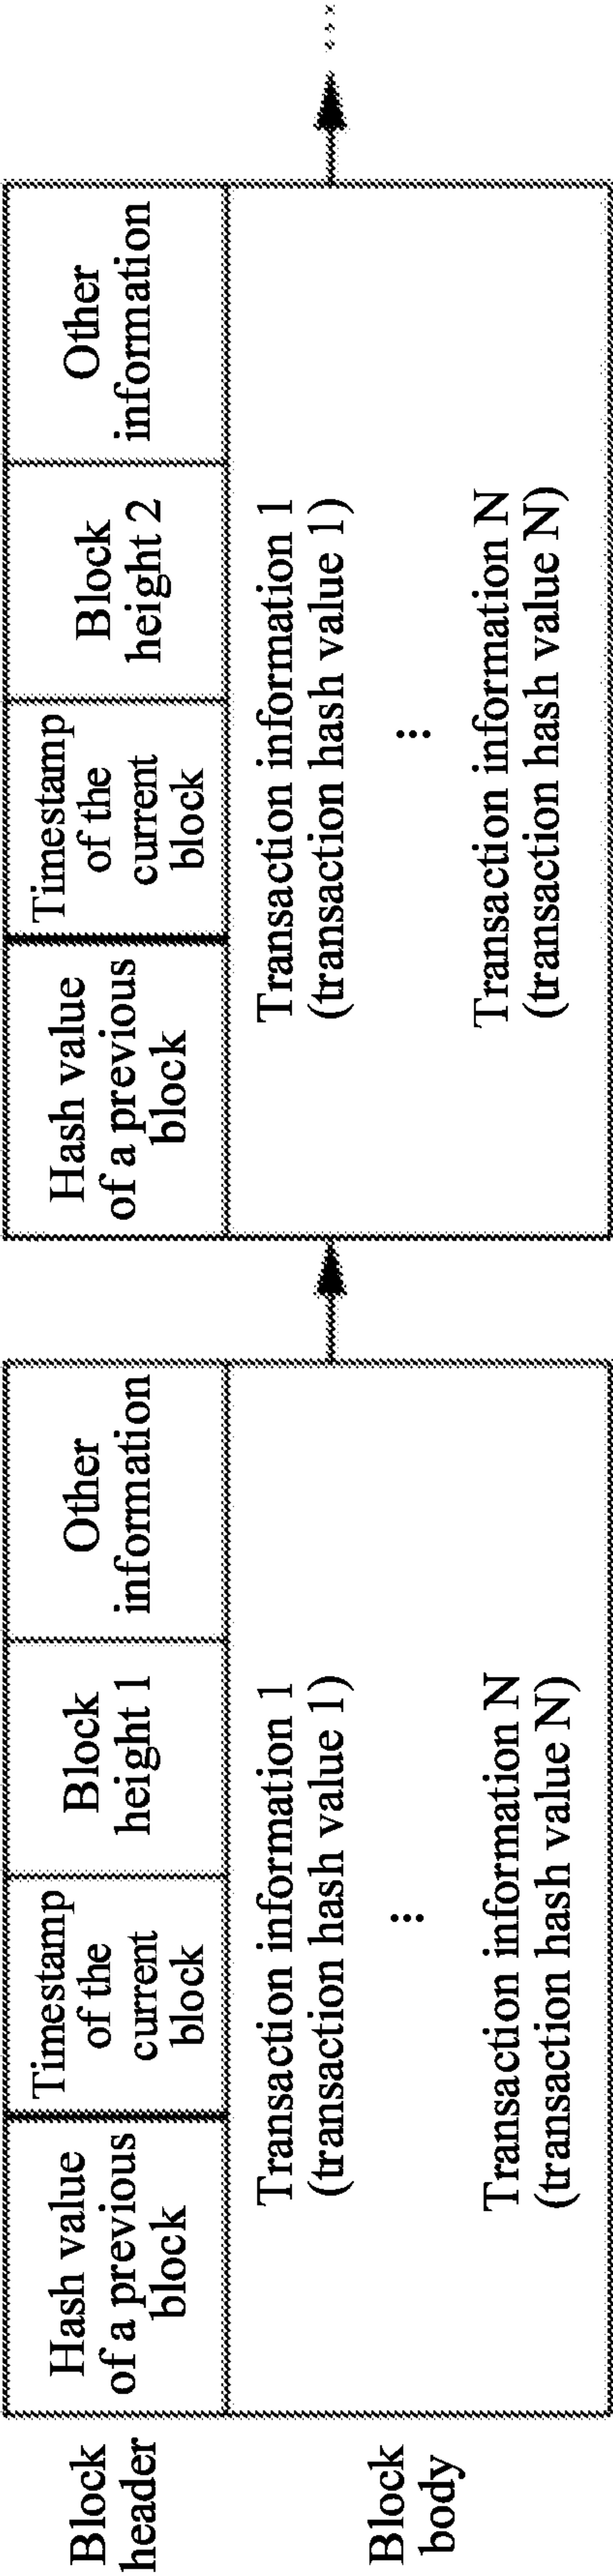 Block
header
Hash value
of a previous
block
Timestamp
of the
current
block
Block
height 1
Other
information
Hash value
of a previous
block
Timestamp
of the
current
block
Block
height 2
Other
information
Block
body
Transaction information 1
(transaction hash value 1)
...
Transaction information N
(transaction hash value N)
Transaction information 1
(transaction hash value 1)
...
Transaction information N
(transaction hash value N)
...